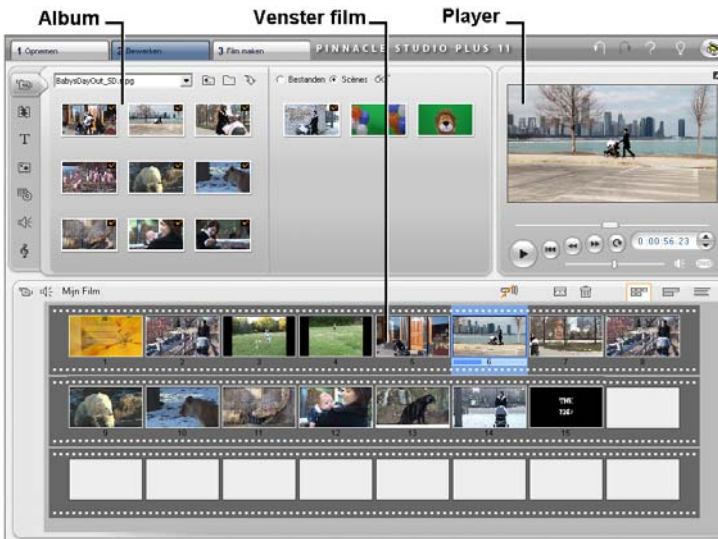 Album
Venster film
Player
1 Opnemen
2 Bewerken
3 Film maken
PINNACLE STUDIO PLUS 11
BabysDayOut_SD.mpg
Bestanden
Scènes
T
0:00:56.23
Mijn Film
1 2 3 4 5 6 7 8
THE
END
9 10 11 12 13 14 15